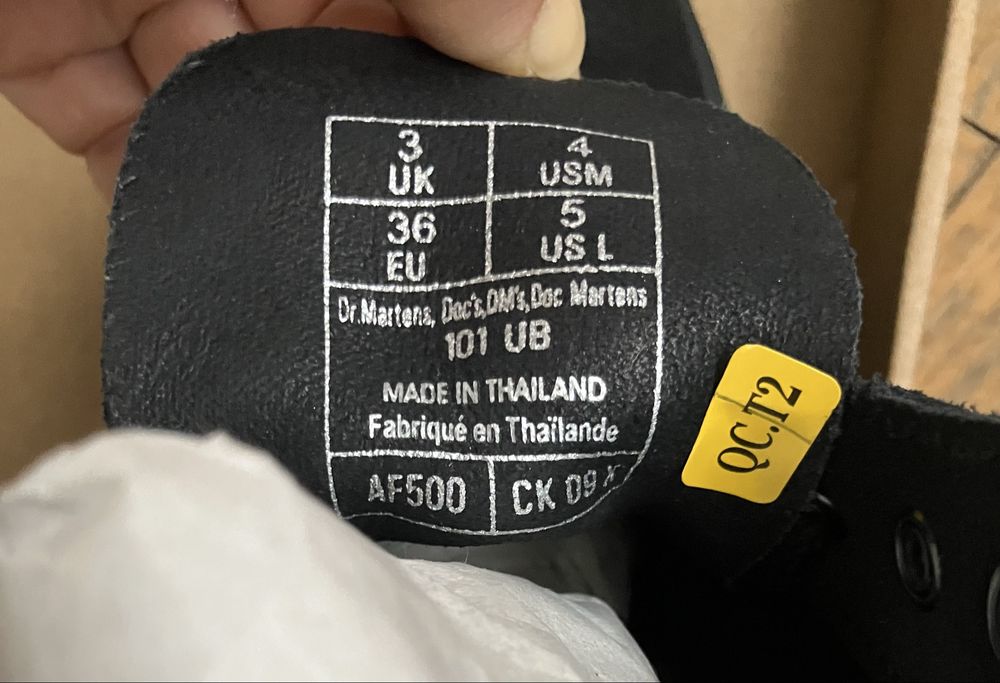 3
UK
4
USM
36
EU
5
US L
Dr.Martens, Doc's,DM's,Doc Martens
101 UB
MADE IN THAILAND
Fabriqué en Thaïlande
AF500
CK 09
QC.T2